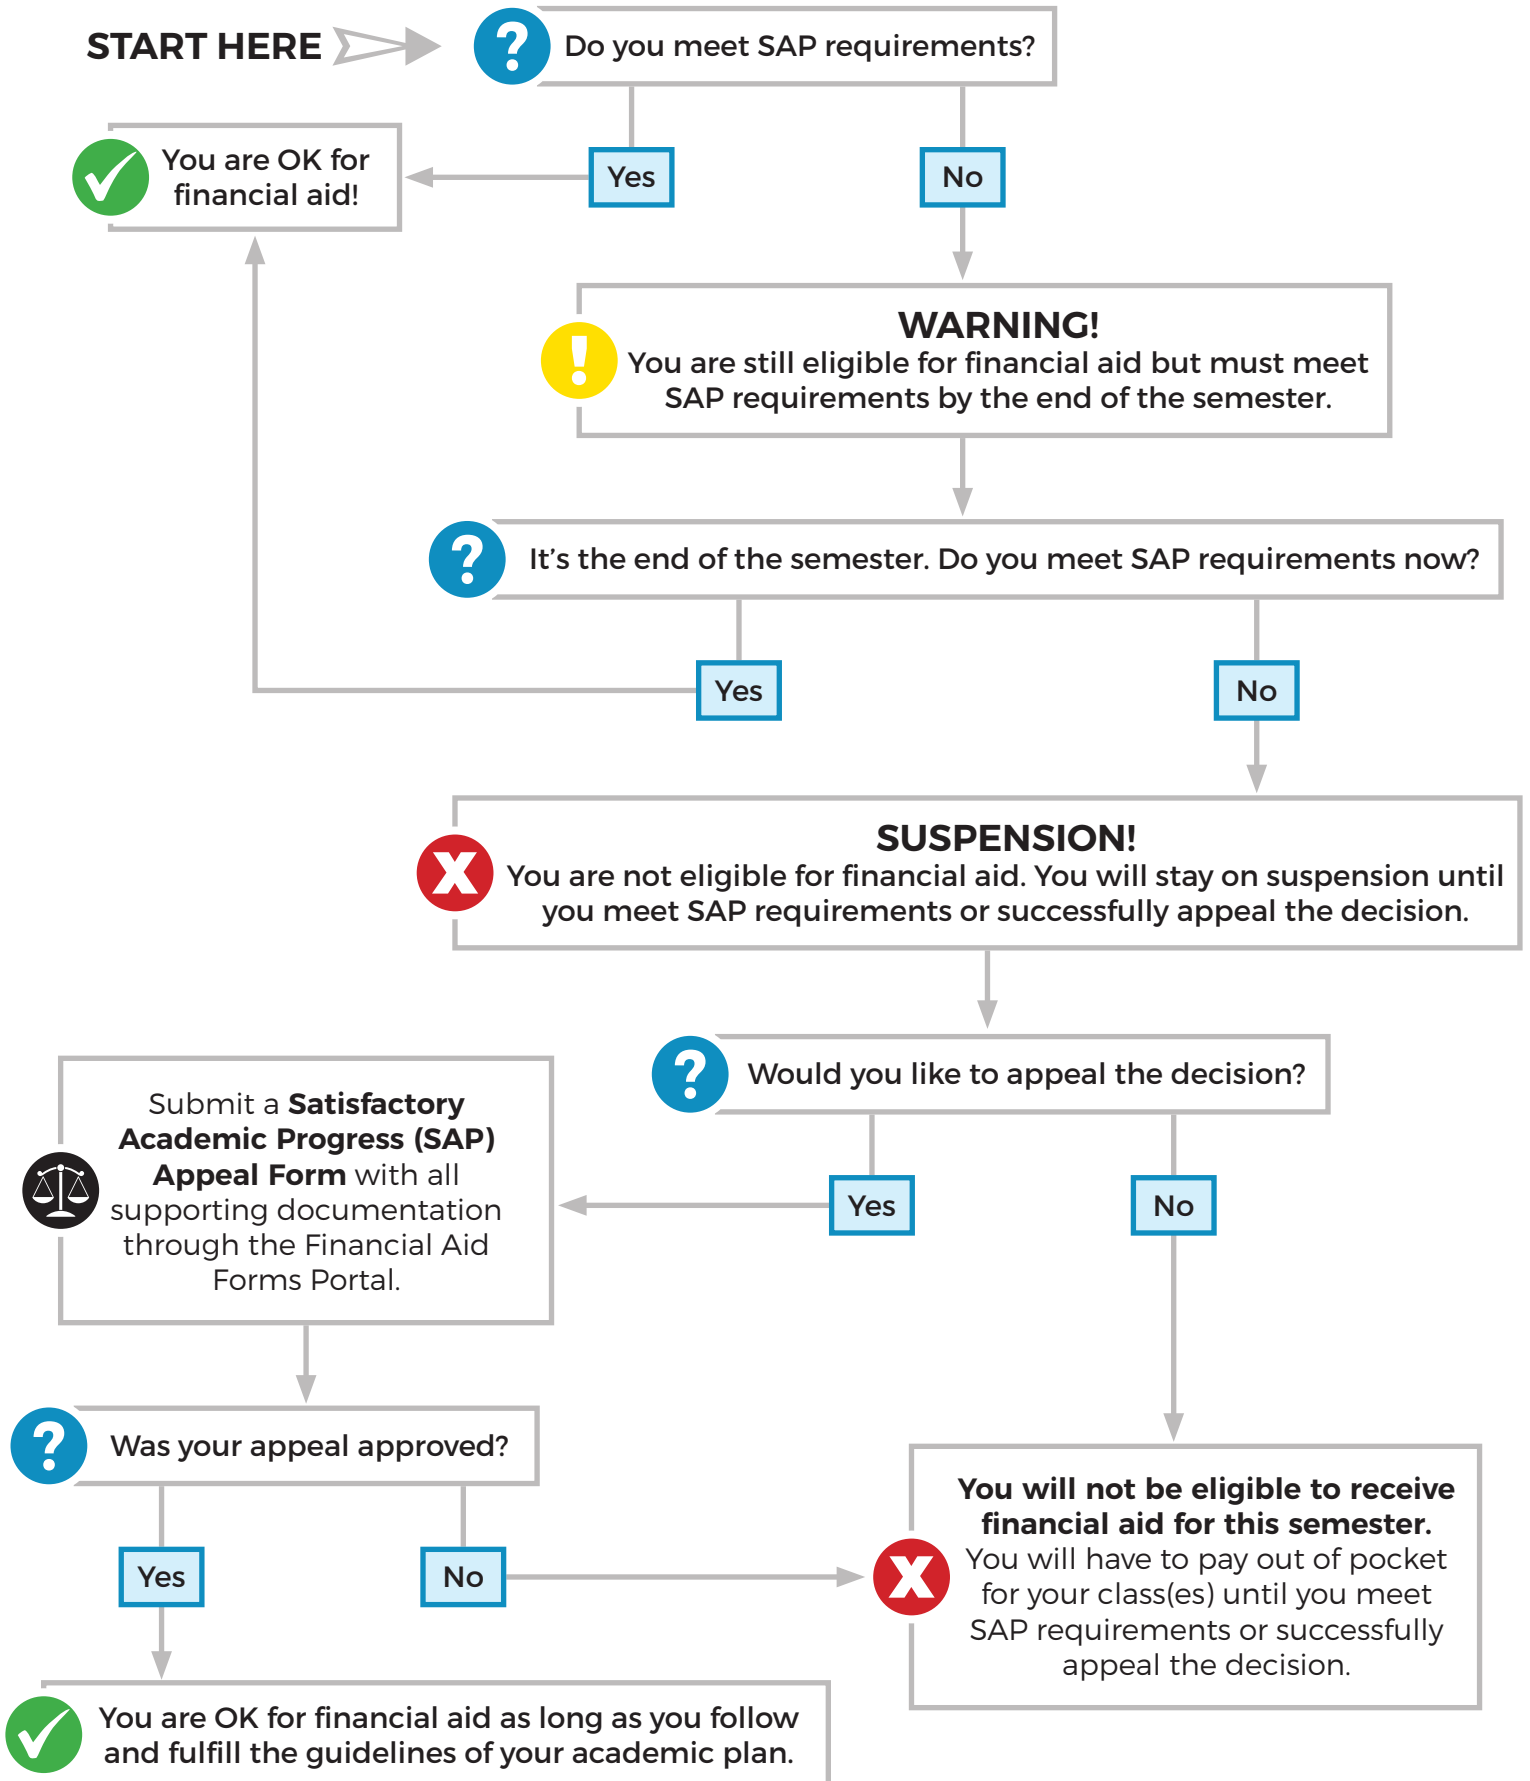 START HERE
? Do you meet SAP requirements?
You are OK for
financial aid!
Yes
No
WARNING!
! You are still eligible for financial aid but must meet
SAP requirements by the end of the semester.
? It’s the end of the semester. Do you meet SAP requirements now?
Yes
No
SUSPENSION!
X You are not eligible for financial aid. You will stay on suspension until
you meet SAP requirements or successfully appeal the decision.
? Would you like to appeal the decision?
Yes
No
Submit a Satisfactory
Academic Progress (SAP)
Appeal Form with all
supporting documentation
through the Financial Aid
Forms Portal.
? Was your appeal approved?
Yes
No
You will not be eligible to receive
financial aid for this semester.
X You will have to pay out of pocket
for your class(es) until you meet
SAP requirements or successfully
appeal the decision.
You are OK for financial aid as long as you follow
and fulfill the guidelines of your academic plan.